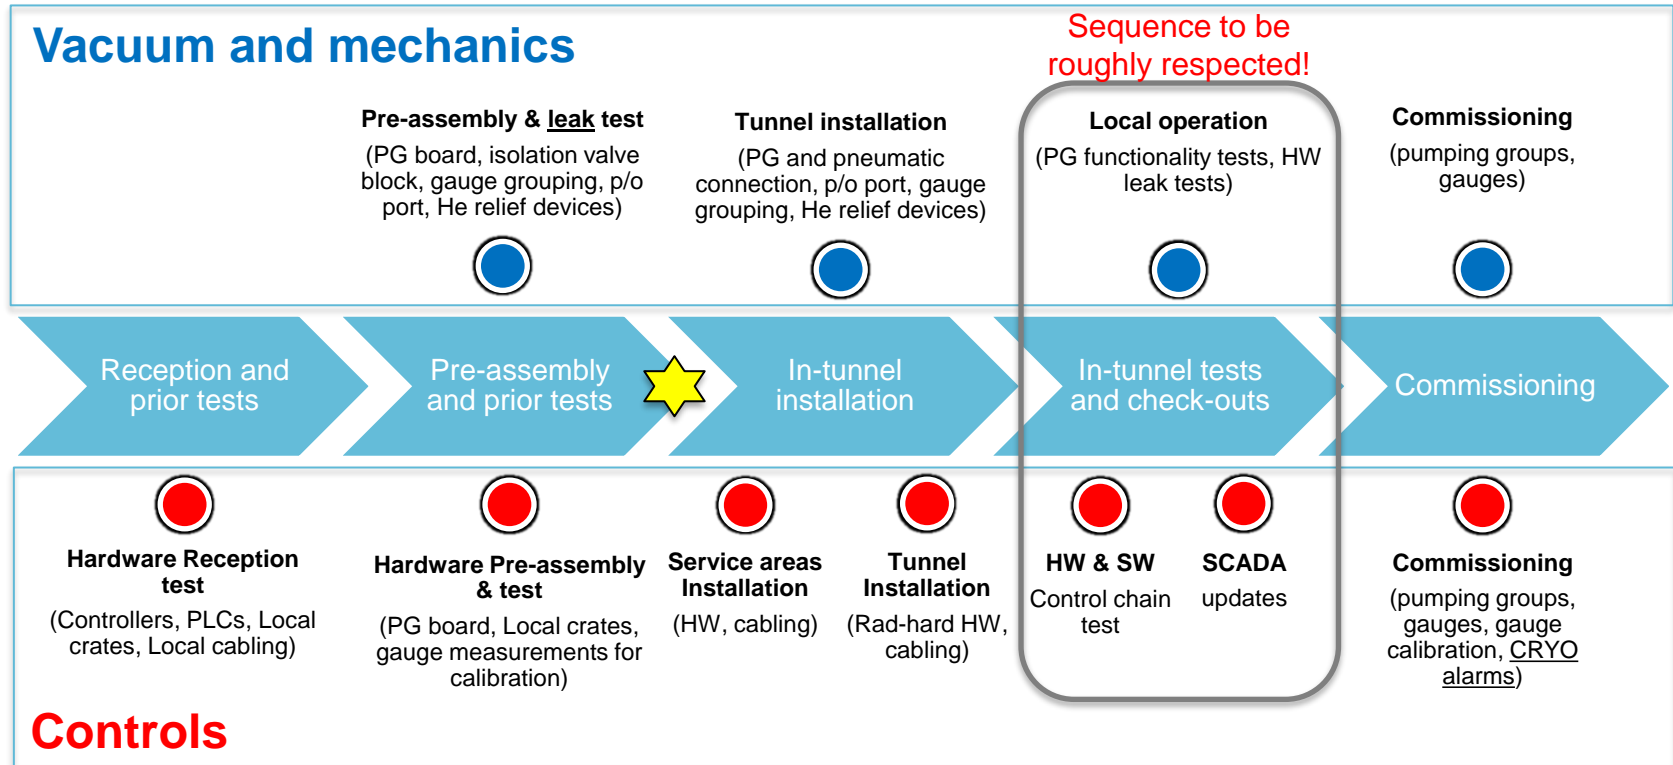 Vacuum and mechanics
Sequence to be
roughly respected!
Pre-assembly & leak test
(PG board, isolation valve
block, gauge grouping, p/o
port, He relief devices)
Tunnel installation
(PG and pneumatic
connection, p/o port, gauge
grouping, He relief devices)
Local operation
(PG functionality tests, HW
leak tests)
Commissioning
(pumping groups,
gauges)
Reception and
prior tests
Pre-assembly
and prior tests
In-tunnel
installation
In-tunnel tests
and check-outs
Commissioning
Hardware Reception
test
(Controllers, PLCs, Local
crates, Local cabling)
Hardware Pre-assembly
& test
(PG board, Local crates,
gauge measurements for
calibration)
Service areas
Installation
(HW, cabling)
Tunnel
Installation
(Rad-hard HW,
cabling)
HW & SW
Control chain
test
SCADA
updates
Commissioning
(pumping groups,
gauges, gauge
calibration, CRYO
alarms)
Controls